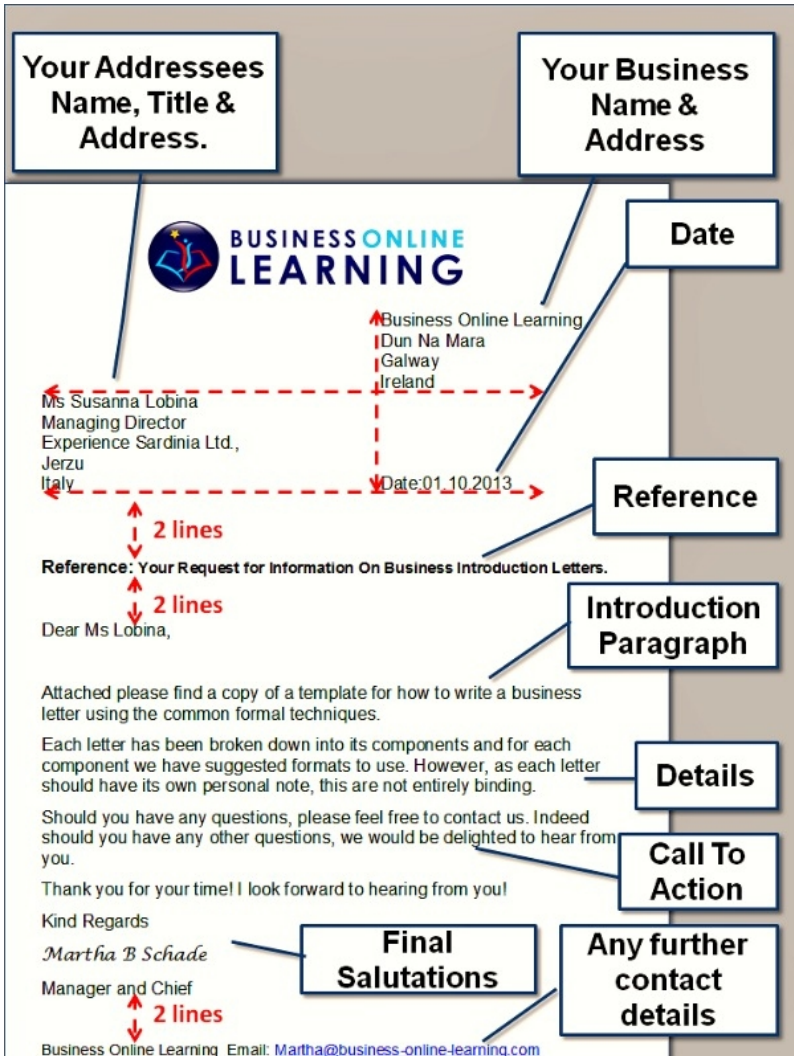 Your Addressees
Name, Title &
Address.
Your Business
Name &
Address
Date
BUSINESS ONLINE
LEARNING
Business Online Learning
Dun Na Mara
Galway
Ireland
Ms Susanna Lobina
Managing Director
Experience Sardinia Ltd.,
Jerzu
Italy
Date:01.10.2013
Reference
2 lines
Reference: Your Request for Information On Business Introduction Letters.
2 lines
Dear Ms Lobina,
Introduction
Paragraph
Attached please find a copy of a template for how to write a business
letter using the common formal techniques.
Each letter has been broken down into its components and for each
component we have suggested formats to use. However, as each letter
should have its own personal note, this are not entirely binding.
Details
Should you have any questions, please feel free to contact us. Indeed
should you have any other questions, we would be delighted to hear from
you.
Call To
Action
Thank you for your time! I look forward to hearing from you!
Kind Regards
Martha B Schade
Final
Salutations
Manager and Chief
Any further
contact
details
2 lines
Business Online Learning Email: Martha@business-online-learning.com